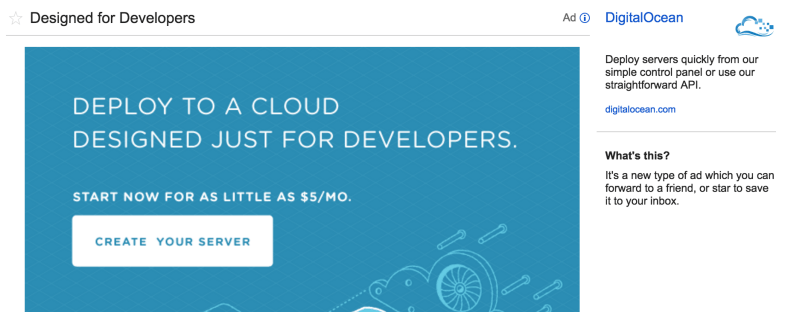 Designed for Developers
Ad
DEPLOY TO A CLOUD
DESIGNED JUST FOR DEVELOPERS.
START NOW FOR AS LITTLE AS $5/MO.
CREATE YOUR SERVER
DigitalOcean
Deploy servers quickly from our
simple control panel or use our
straightforward API.
digitalocean.com
What's this?
It's a new type of ad which you can
forward to a friend, or star to save
it to your inbox.